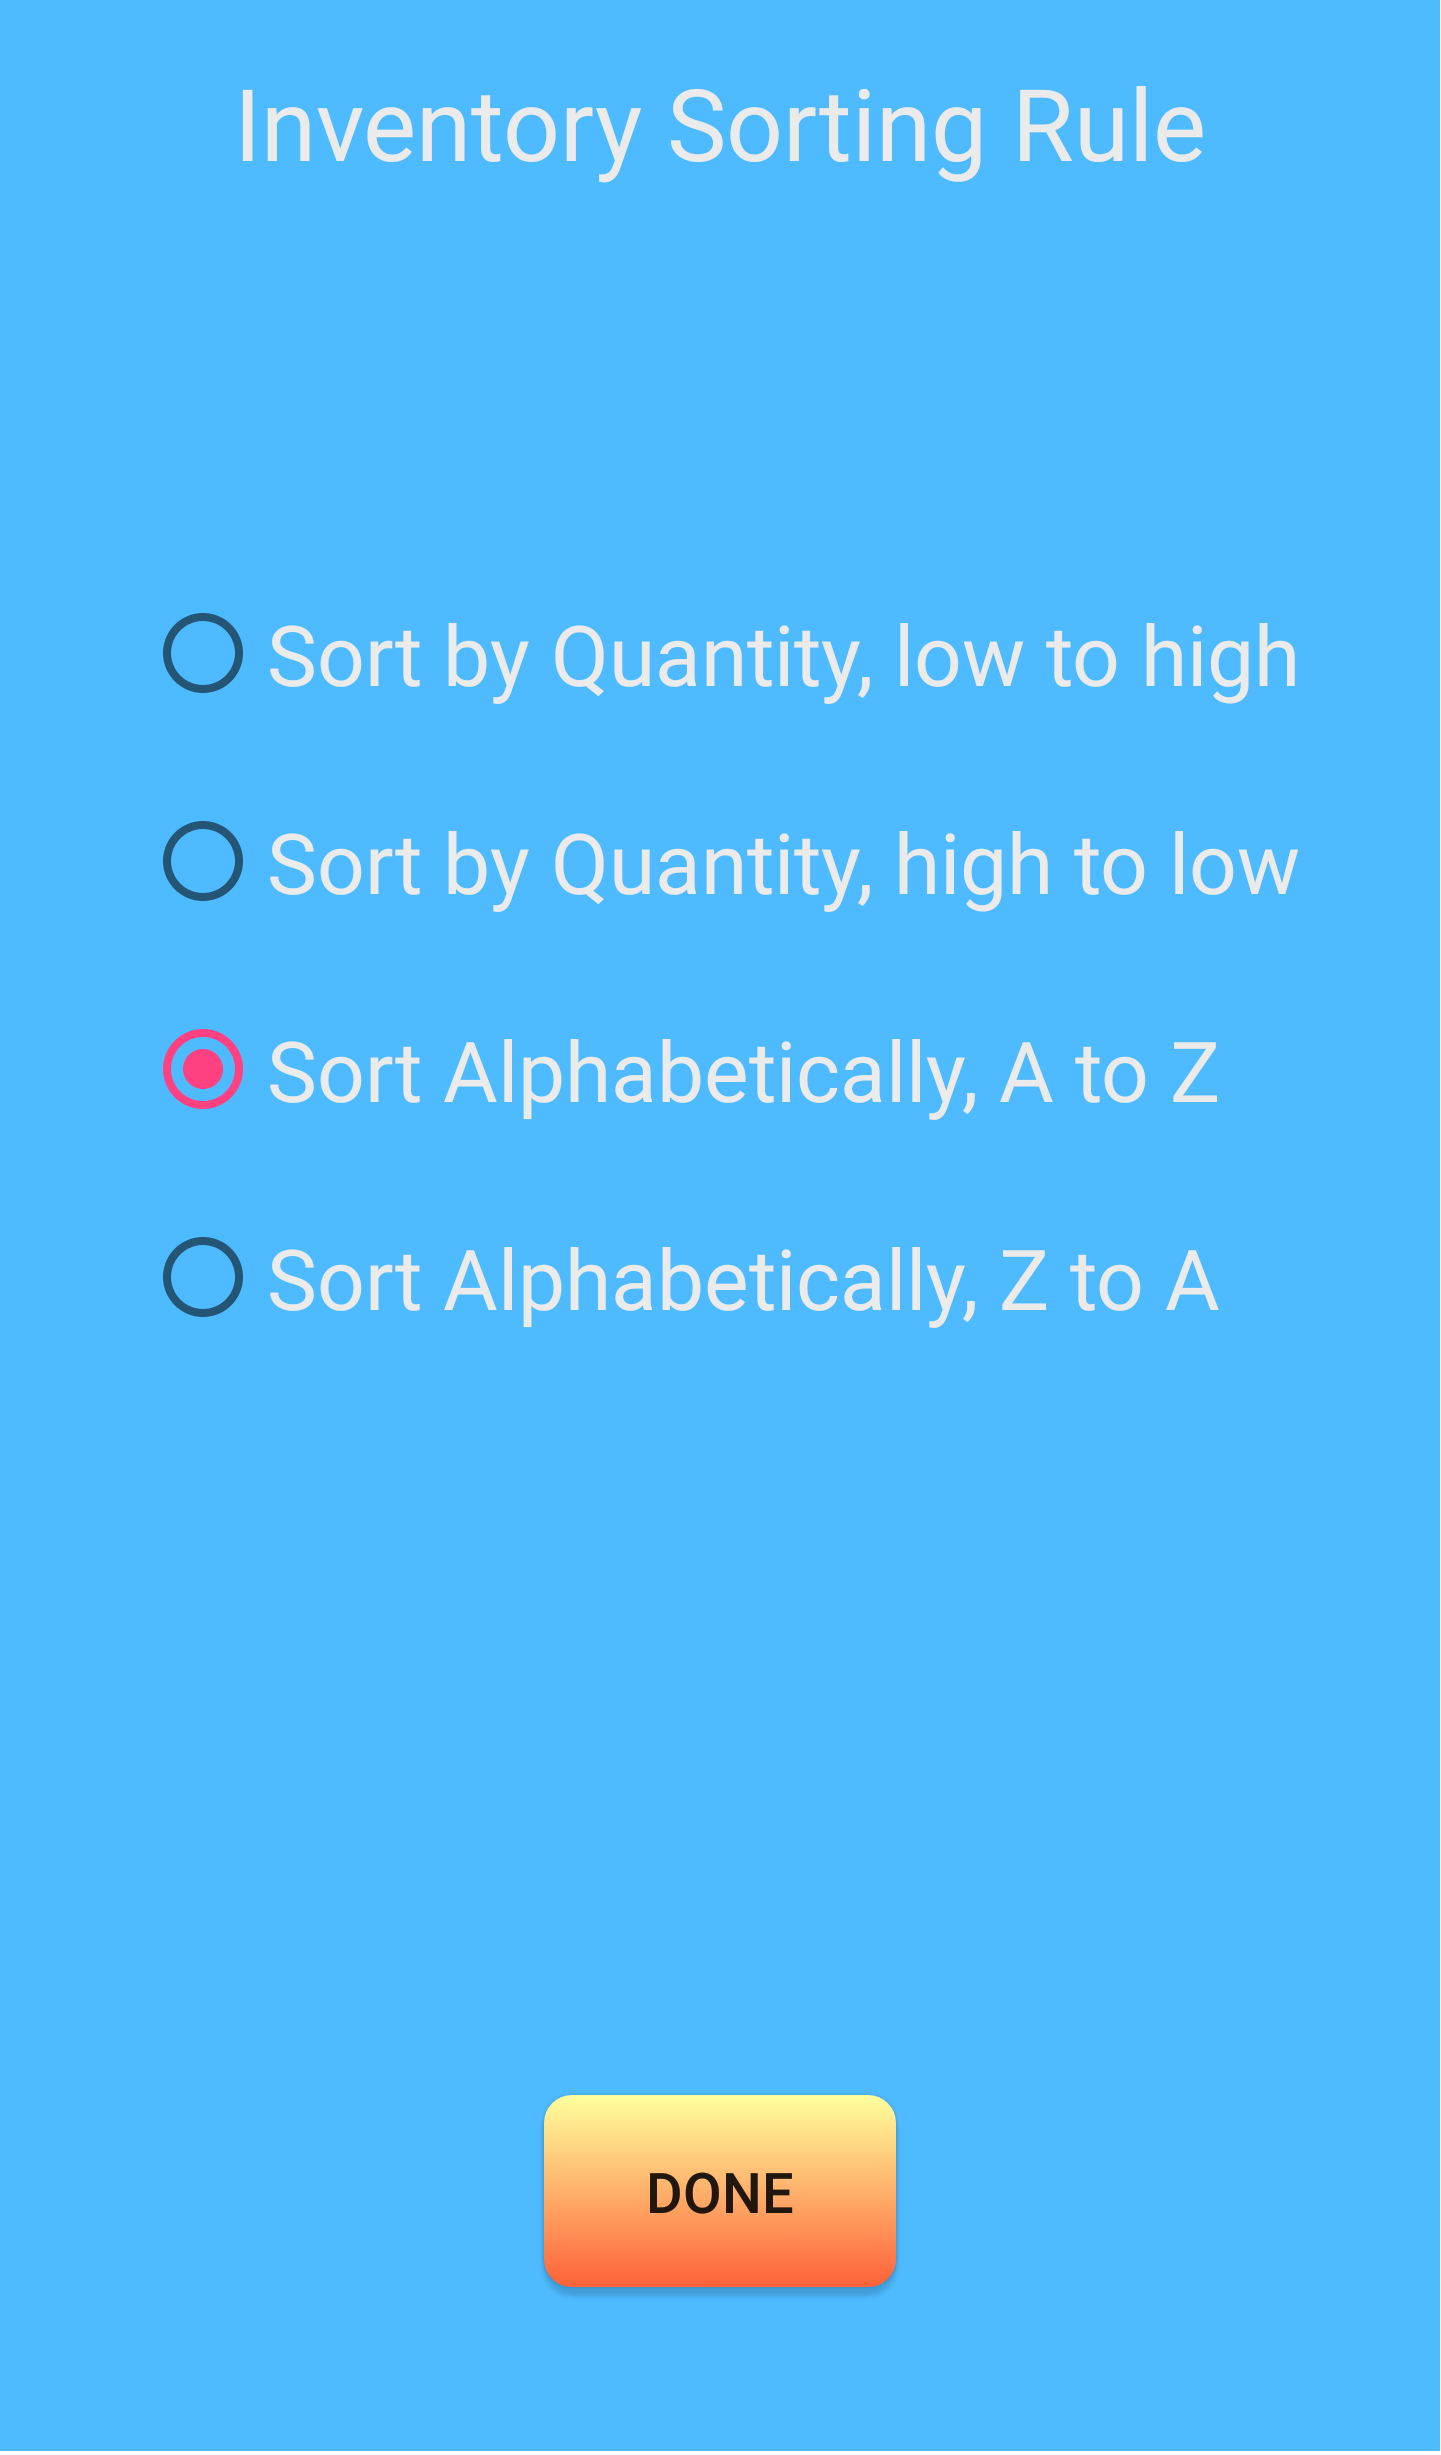 Inventory Sorting Rule
Sort by Quantity, low to high
Sort by Quantity, high to low
Sort Alphabetically, A to Z
Sort Alphabetically, Z to A
DONE